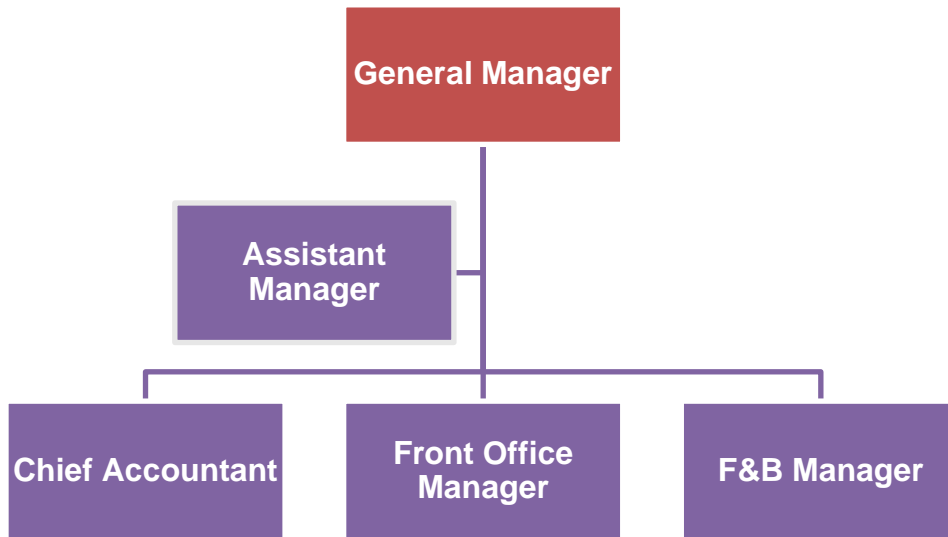 General Manager
Assistant
Manager
Chief Accountant
Front Office
Manager
F&B Manager